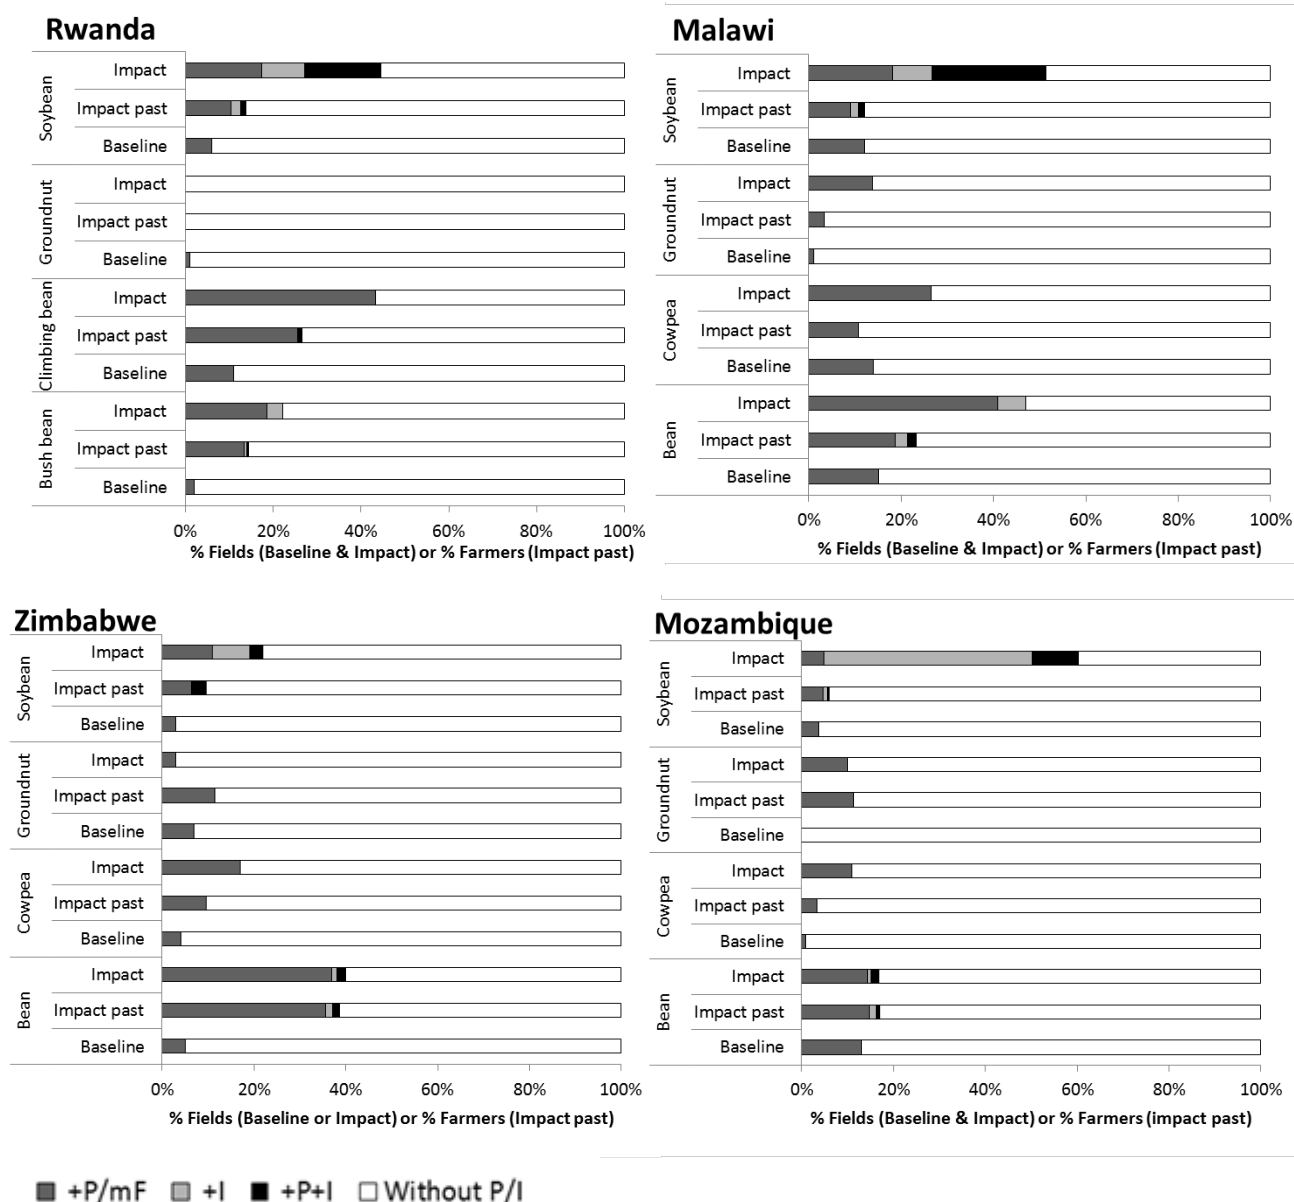 Rwanda
Soybean
Impact
Impact past
Baseline
Groundnut
Impact
Impact past
Baseline
Climbing bean
Impact
Impact past
Baseline
Bush bean
Impact
Impact past
Baseline
0% 20% 40% 60% 80% 100%
% Fields (Baseline & Impact) or % Farmers (Impact past)
Malawi
Soybean
Impact
Impact past
Baseline
Groundnut
Impact
Impact past
Baseline
Cowpea
Impact
Impact past
Baseline
Bean
Impact
Impact past
Baseline
0% 20% 40% 60% 80% 100%
% Fields (Baseline & Impact) or % Farmers (Impact past)
Zimbabwe
Soybean
Impact
Impact past
Baseline
Groundnut
Impact
Impact past
Baseline
Cowpea
Impact
Impact past
Baseline
Bean
Impact
Impact past
Baseline
0% 20% 40% 60% 80% 100%
% Fields (Baseline or Impact) or % Farmers (Impact past)
Mozambique
Soybean
Impact
Impact past
Baseline
Groundnut
Impact
Impact past
Baseline
Cowpea
Impact
Impact past
Baseline
Bean
Impact
Impact past
Baseline
0% 20% 40% 60% 80% 100%
% Fields (Baseline & Impact) or % Farmers (impact past)
+P/mF +I +P+I Without P/I